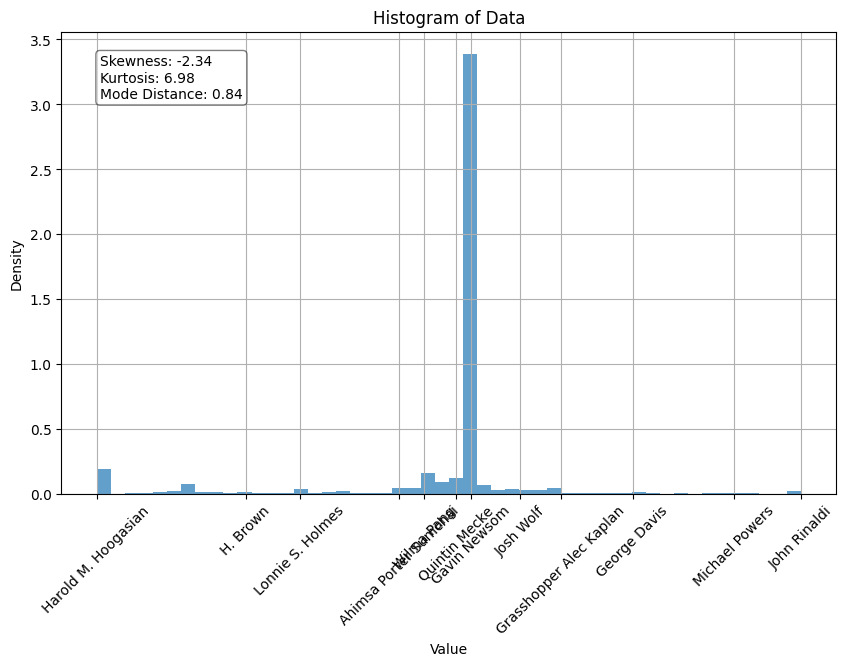 Histogram of Data
Skewness: -2.34
Kurtosis: 6.98
Mode Distance: 0.84
Density
3.5
3.0
2.5
2.0
1.5
1.0
0.5
0.0
Harold M. Hoogasian
H. Brown
Lonnie S. Holmes
Ahimsa Porter Sumchai
Wilma Pang
Quintin Mecke
Gavin Newsom
Josh Wolf
Grasshopper Alec Kaplan
George Davis
Michael Powers
John Rinaldi
Value